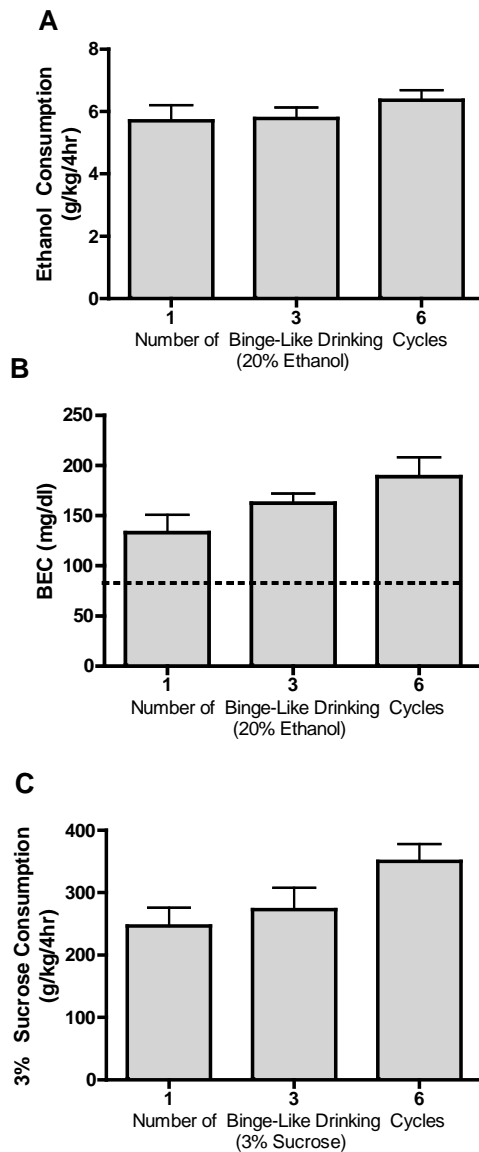 A
Ethanol Consumption
(g/kg/4hr)
8
6
4
2
0
1 3 6
Number of Binge-Like Drinking Cycles
(20% Ethanol)
B
BEC (mg/dl)
250
200
150
100
50
0
1 3 6
Number of Binge-Like Drinking Cycles
(20% Ethanol)
C
3% Sucrose Consumption
(g/kg/4hr)
400
300
200
100
0
1 3 6
Number of Binge-Like Drinking Cycles
(3% Sucrose)